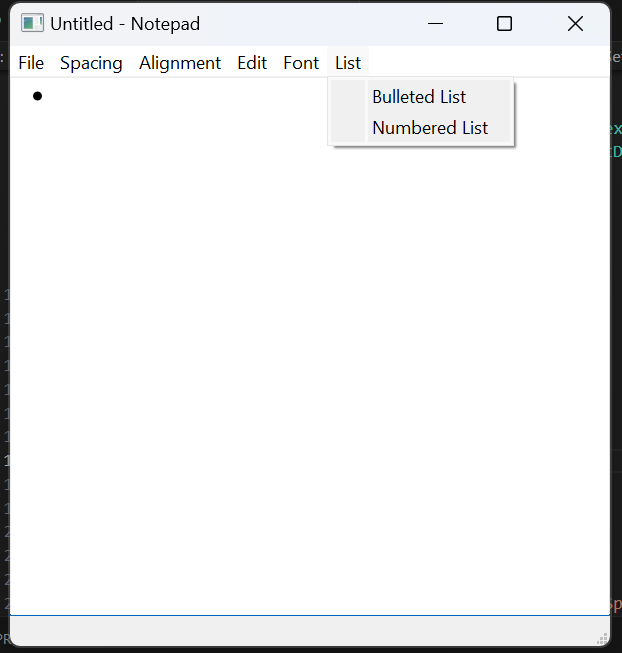 Untitled - Notepad
File Spacing Alignment Edit Font List
Bulleted List
Numbered List